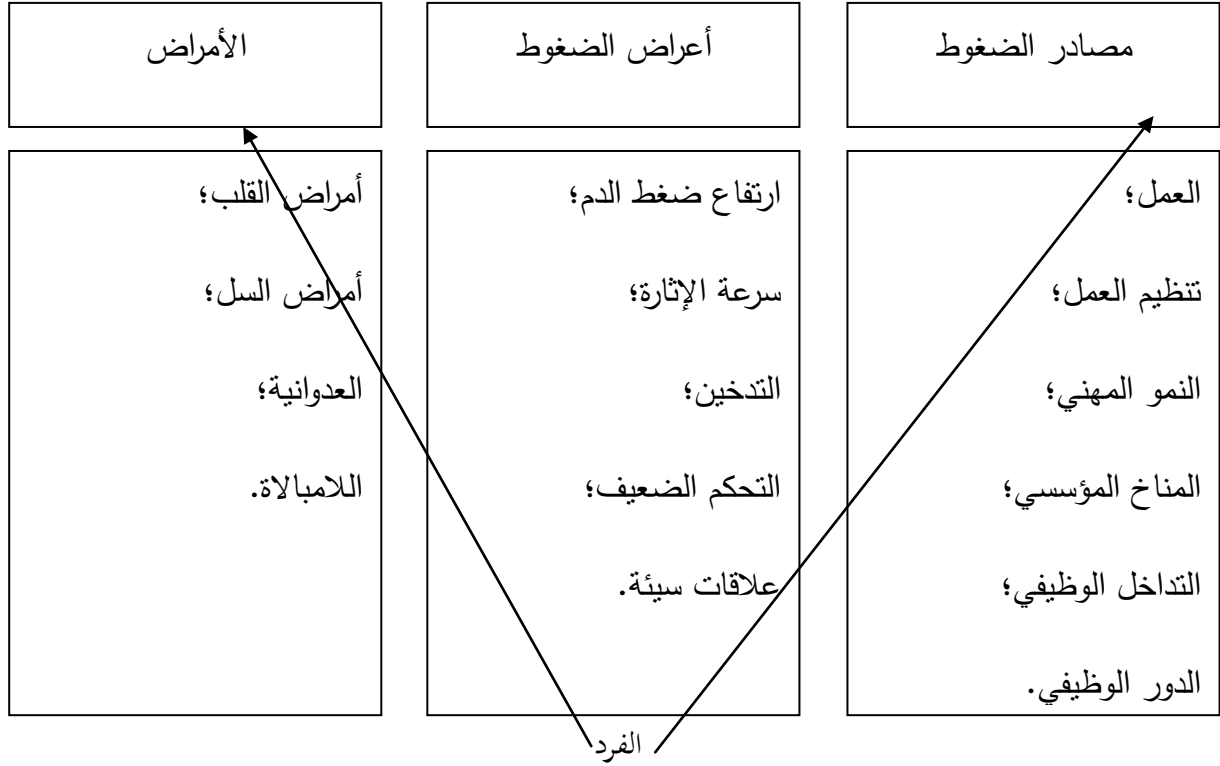 مصادر الضغوط
أعراض الضغوط
الأمراض
العمل؛
تنظيم العمل؛
النمو المهني؛
المناخ المؤسسي؛
التداخل الوظيفي؛
الدور الوظيفي.
ارتفاع ضغط الدم؛
سرعة الإثارة؛
التدخين؛
التحكم الضعيف؛
علاقات سيئة.
أمراض القلب؛
أمراض السل؛
العدوانية؛
اللامبالاة.
الفرد